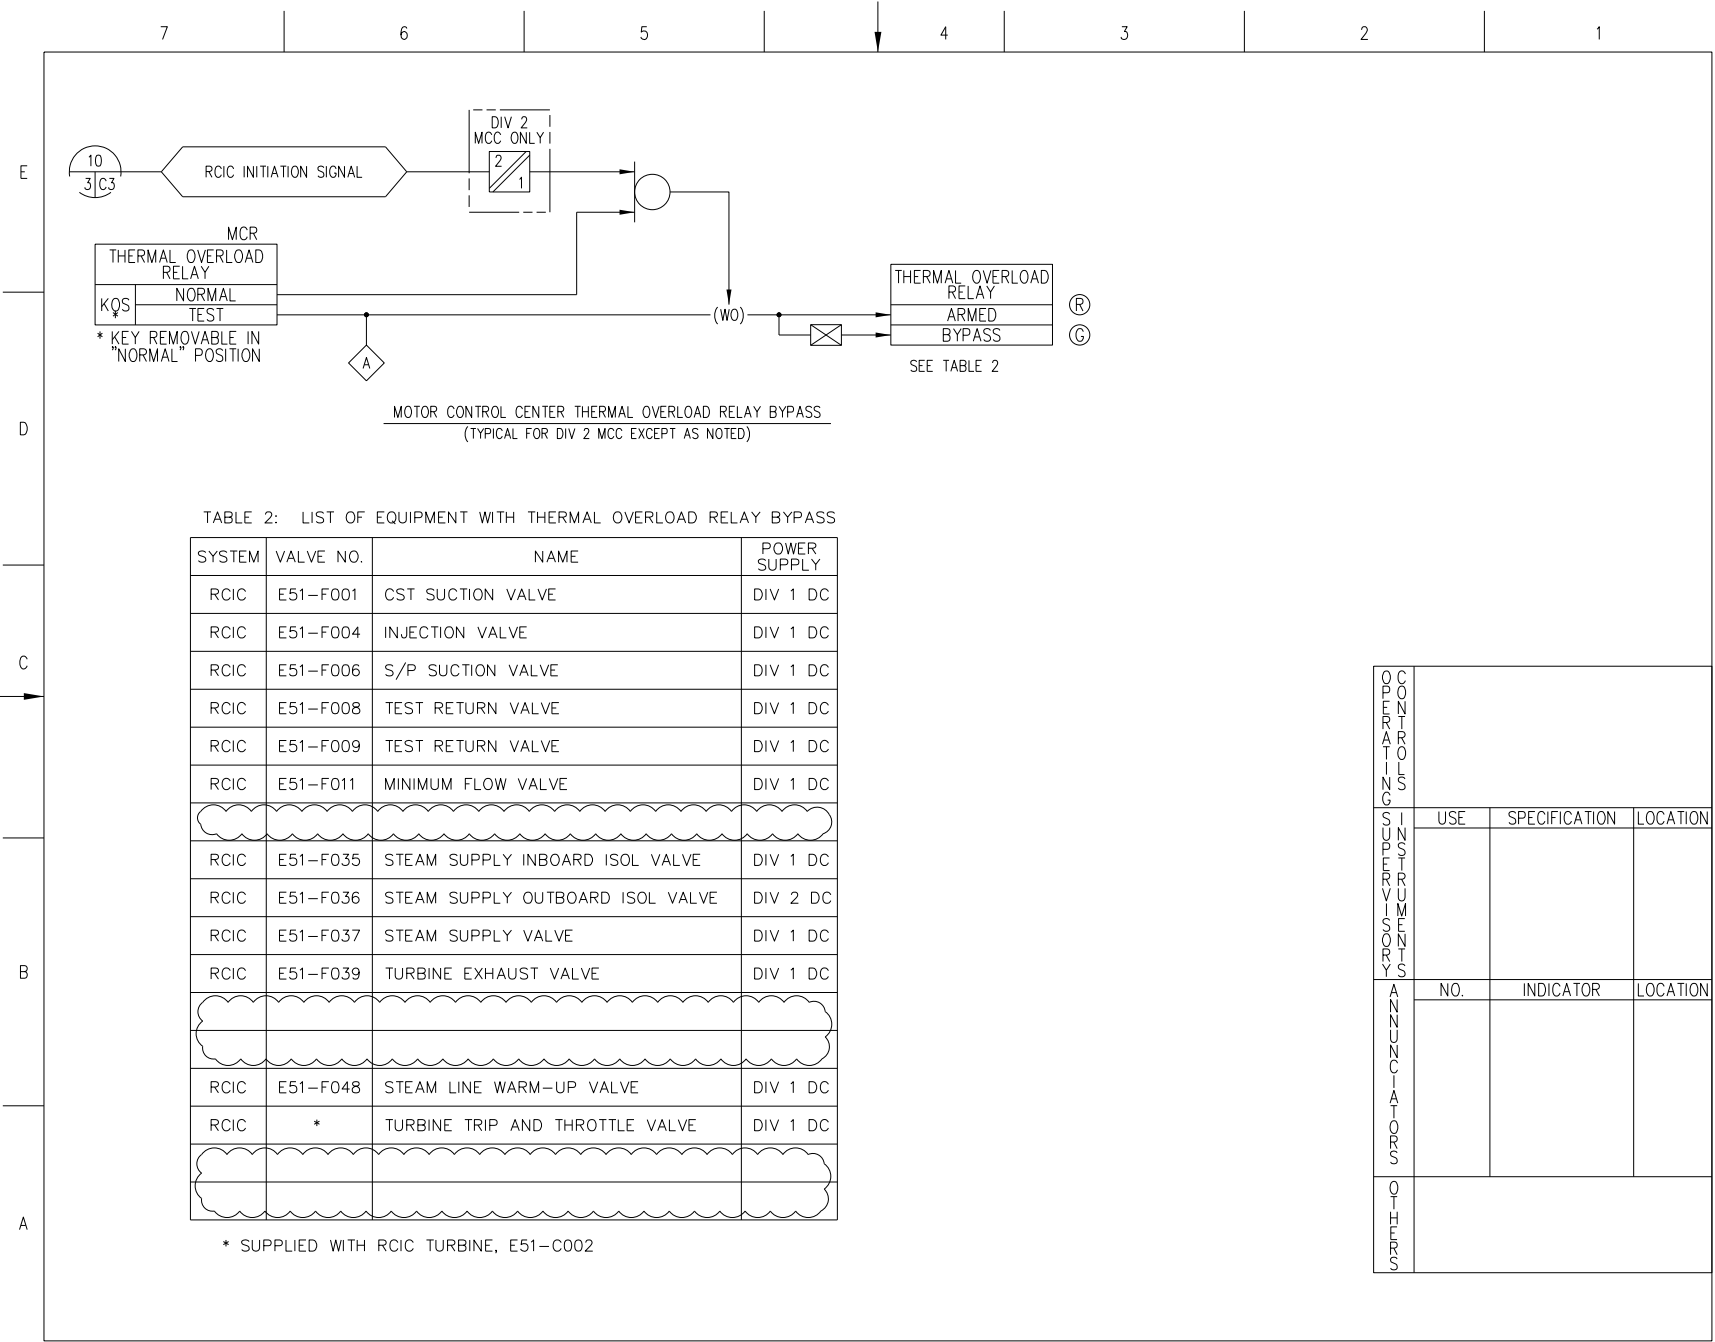 7 6 5 4 3 2 1
E
D
C
B
A
10
3 C3
RCIC INITIATION SIGNAL
DIV 2
MCC ONLY
2
1
MCR
THERMAL OVERLOAD
RELAY
KOS
*
NORMAL
TEST
* KEY REMOVABLE IN
"NORMAL" POSITION
A
(WO)
THERMAL OVERLOAD
RELAY
ARMED
BYPASS
R
G
SEE TABLE 2
MOTOR CONTROL CENTER THERMAL OVERLOAD RELAY BYPASS
(TYPICAL FOR DIV 2 MCC EXCEPT AS NOTED)
TABLE 2: LIST OF EQUIPMENT WITH THERMAL OVERLOAD RELAY BYPASS
SYSTEM VALVE NO. NAME POWER SUPPLY
RCIC E51-F001 CST SUCTION VALVE DIV 1 DC
RCIC E51-F004 INJECTION VALVE DIV 1 DC
RCIC E51-F006 S/P SUCTION VALVE DIV 1 DC
RCIC E51-F008 TEST RETURN VALVE DIV 1 DC
RCIC E51-F009 TEST RETURN VALVE DIV 1 DC
RCIC E51-F011 MINIMUM FLOW VALVE DIV 1 DC
RCIC E51-F035 STEAM SUPPLY INBOARD ISOL VALVE DIV 1 DC
RCIC E51-F036 STEAM SUPPLY OUTBOARD ISOL VALVE DIV 2 DC
RCIC E51-F037 STEAM SUPPLY VALVE DIV 1 DC
RCIC E51-F039 TURBINE EXHAUST VALVE DIV 1 DC
RCIC E51-F048 STEAM LINE WARM-UP VALVE DIV 1 DC
RCIC * TURBINE TRIP AND THROTTLE VALVE DIV 1 DC
* SUPPLIED WITH RCIC TURBINE, E51-C002
OPERATING
CONTROLS
SUPERVISORY
INSTRUMENTS
USE SPECIFICATION LOCATION
ANNUNCIATORS
NO. INDICATOR LOCATION
OTHERS